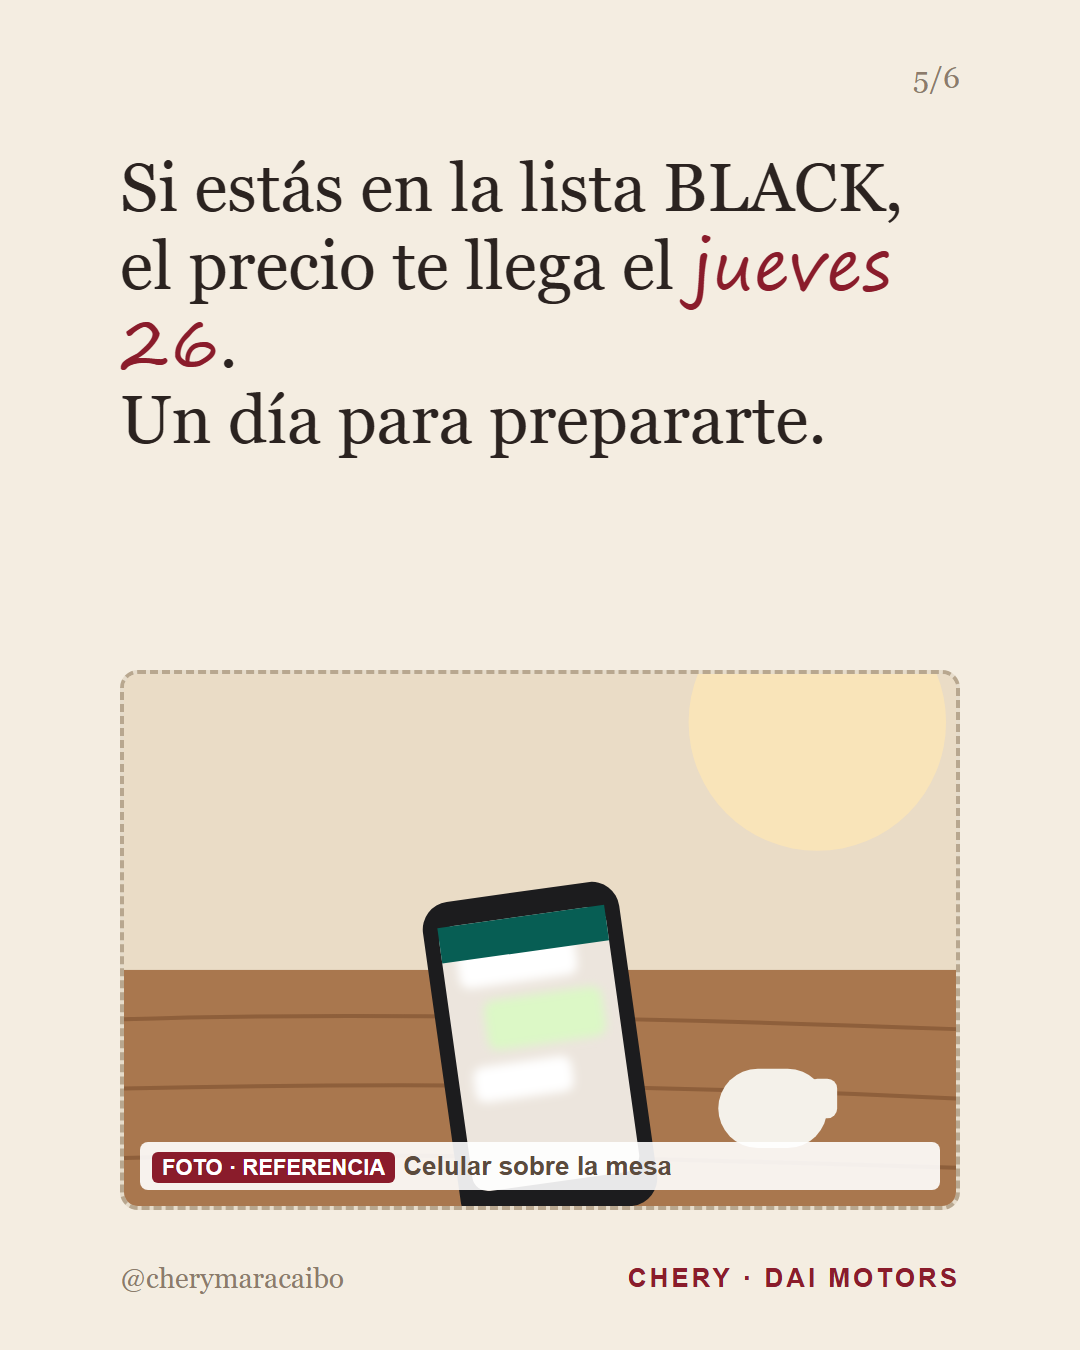 5/6
Si estás en la lista BLACK,
el precio te llega el jueves
26.
Un día para prepararte.
FOTO · REFERENCIA Celular sobre la mesa
@cherymaracaibo
CHERY · DAI MOTORS